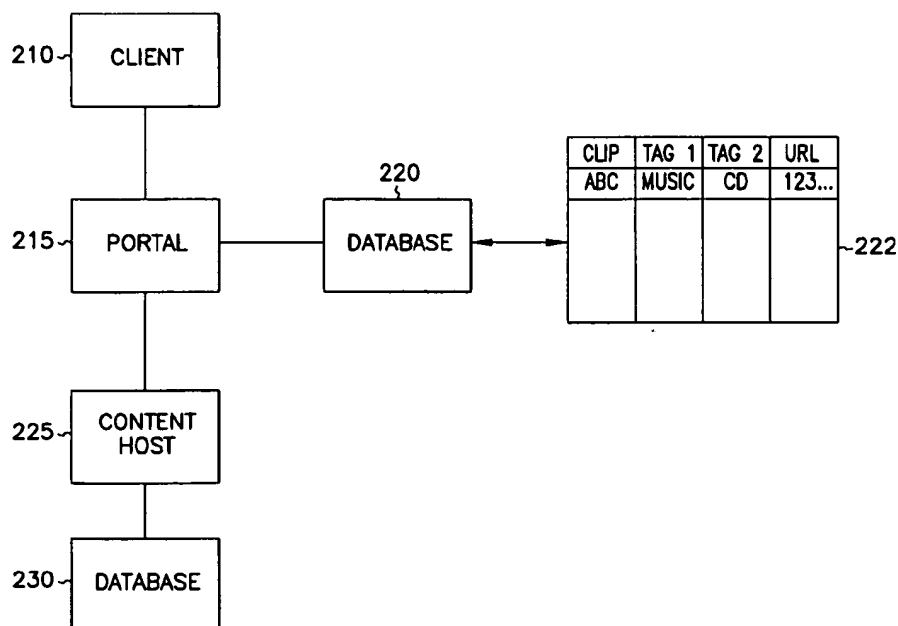 210
CLIENT
220
CLIP TAG 1 TAG 2 URL
ABC MUSIC CD 123...
215
PORTAL
DATABASE
222
225
CONTENT
HOST
230
DATABASE